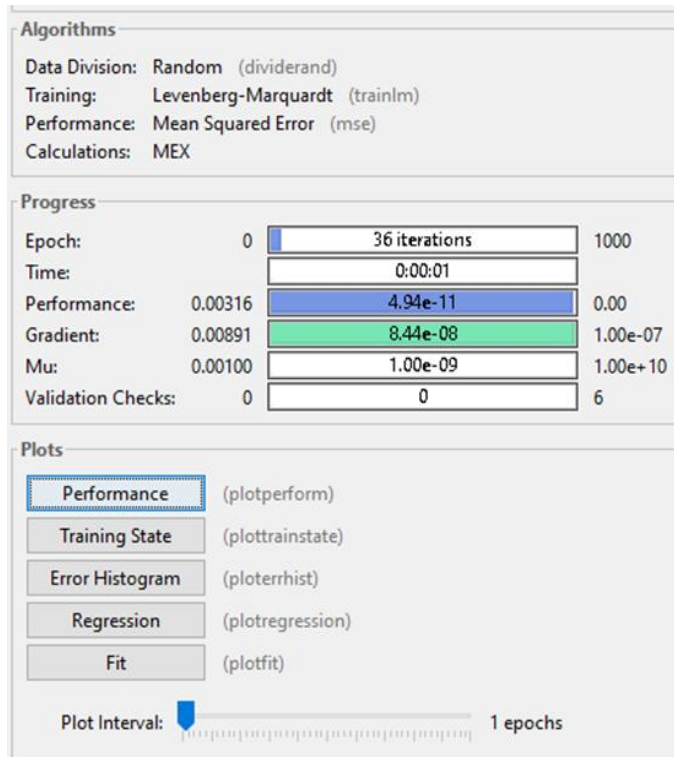 Algorithms
Data Division: Random (dividerand)
Training: Levenberg-Marquardt (trainlm)
Performance: Mean Squared Error (mse)
Calculations: MEX
Progress
Epoch: 0 36 iterations 1000
Time: 0:00:01
Performance: 0.00316 4.94e-11 0.00
Gradient: 0.00891 8.44e-08 1.00e-07
Mu: 0.00100 1.00e-09 1.00e+10
Validation Checks: 0 0 6
Plots
Performance (plotperform)
Training State (plottrainstate)
Error Histogram (ploterrhist)
Regression (plotregression)
Fit (plotfit)
Plot Interval: 1 epochs